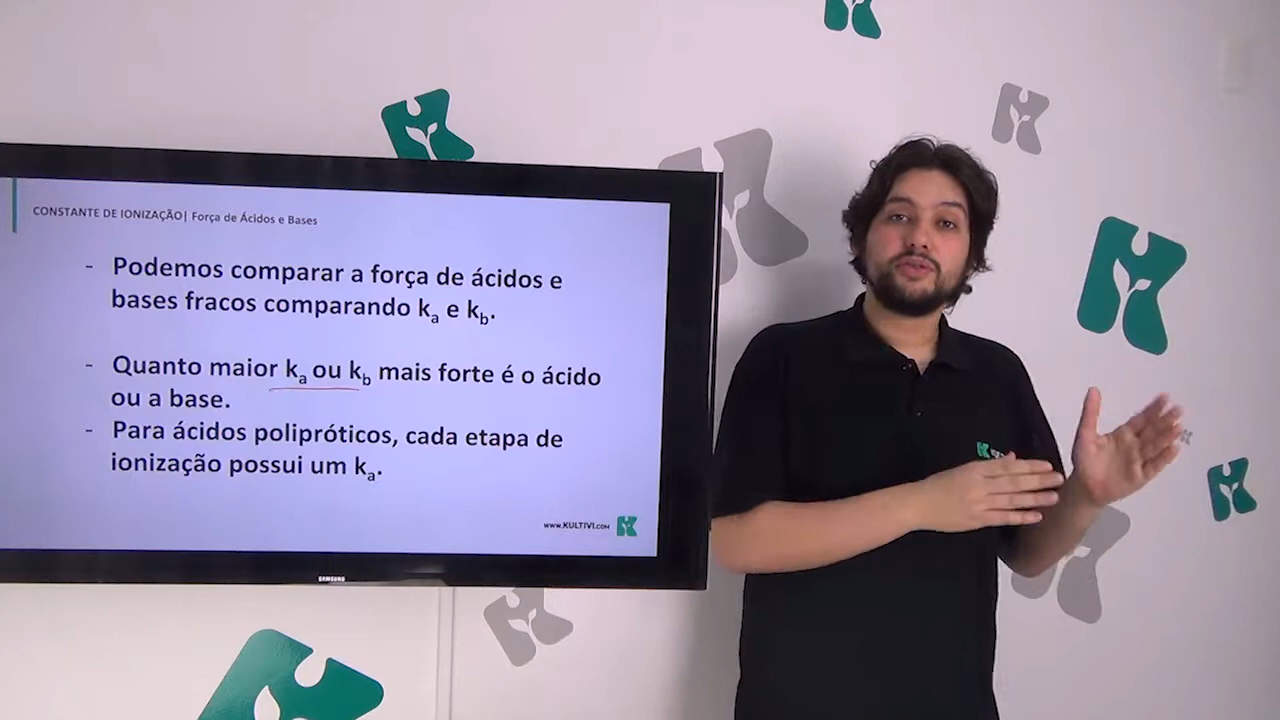 CONSTANTE DE IONIZAÇÃO| Força de Ácidos e Bases
- Podemos comparar a força de ácidos e
bases fracos comparando kₐ e k_b.
- Quanto maior kₐ ou k_b mais forte é o ácido
ou a base.
- Para ácidos polipróticos, cada etapa de
ionização possui um kₐ.
www.KULTIVI.COM
SAMSUNG